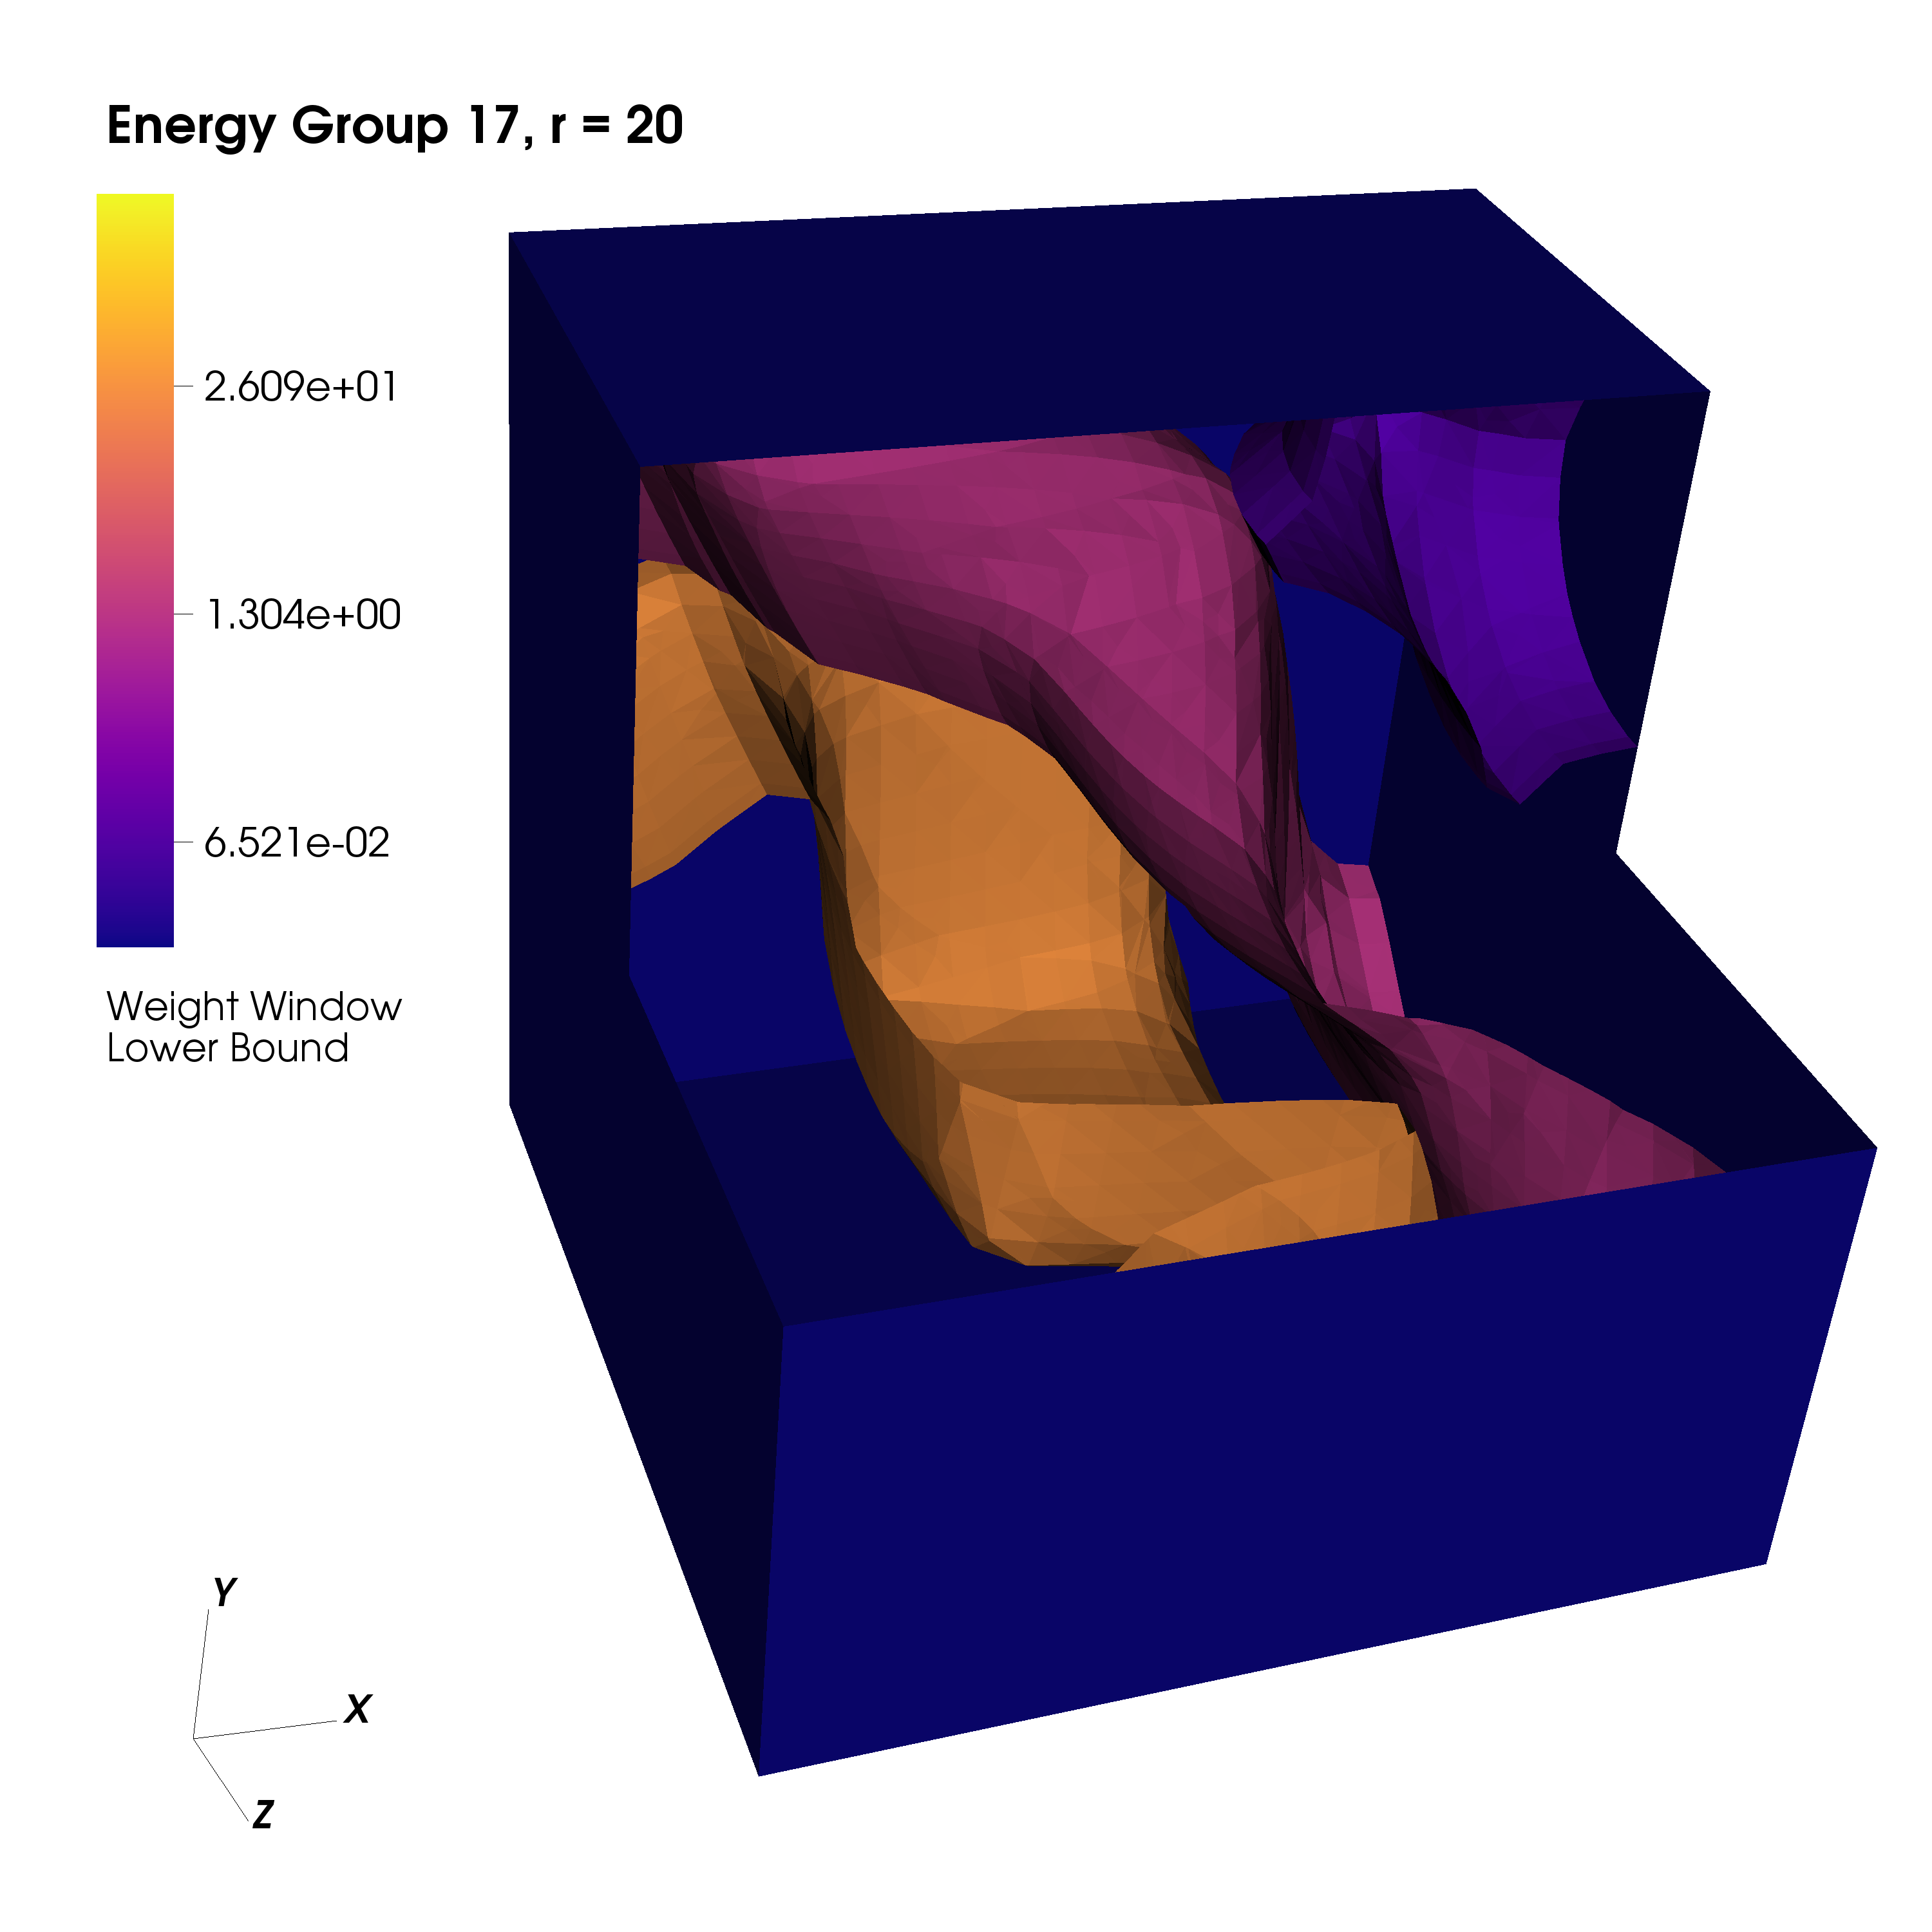 Energy Group 17, r = 20
2.609e+01
1.304e+00
6.521e-02
Weight Window
Lower Bound
Y
X
Z